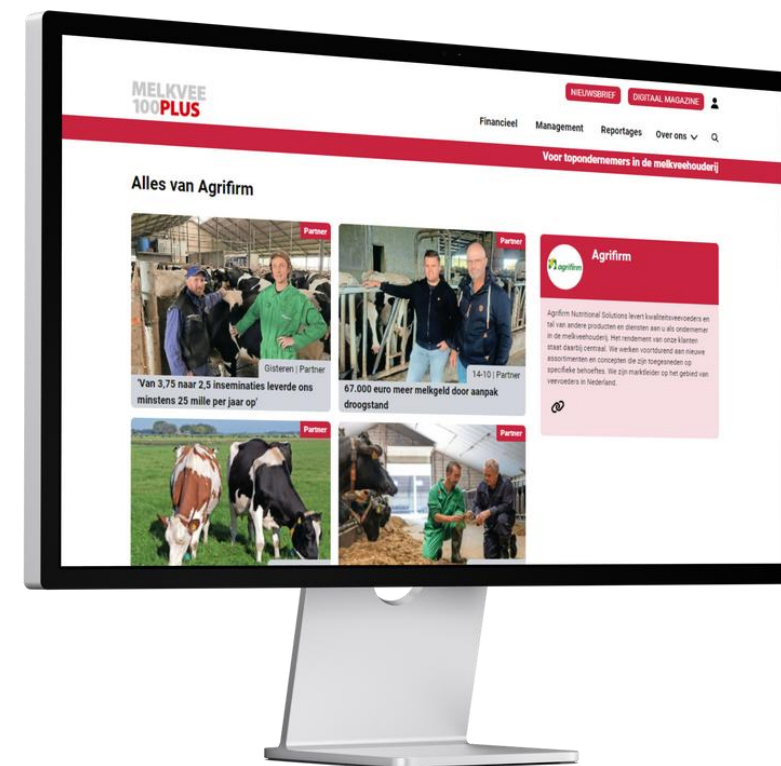 MELKVEE
100PLUS
NIEUWSBRIEF
DIGITAAL MAGAZINE
Financieel
Management
Reportages
Over ons
Voor topondernemers in de melkveehouderij
Alles van Agrifirm
Partner
Gisteren | Partner
'Van 3,75 naar 2,5 inseminaties leverde ons
minstens 25 mille per jaar op'
Partner
14-10 | Partner
67.000 euro meer melkgeld door aanpak
droogstand
agrifirm
Agrifirm
Agrifirm Nutritional Solutions levert kwaliteitsveevoeders en
tal van andere producten en diensten aan u als ondernemer
in de melkveehouderij. Het rendement van onze klanten
staat daarbij centraal. We werken voortdurend aan nieuwe
assortimenten en concepten die zijn toegesneden op
specifieke behoeftes. We zijn marktleider op het gebied van
veevoeders in Nederland.
Partner
Partner